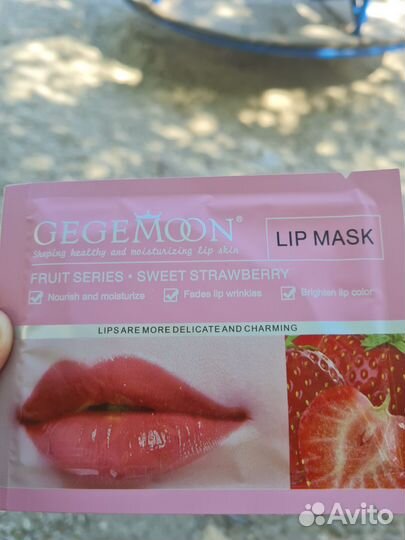 GEGEMOON®
Shaping healthy and moisturizing lip skin
LIP MASK
FRUIT SERIES • SWEET STRAWBERRY
Nourish and moisturize Fades lip wrinkles Brighten lip color
LIPS ARE MORE DELICATE AND CHARMING
Avito